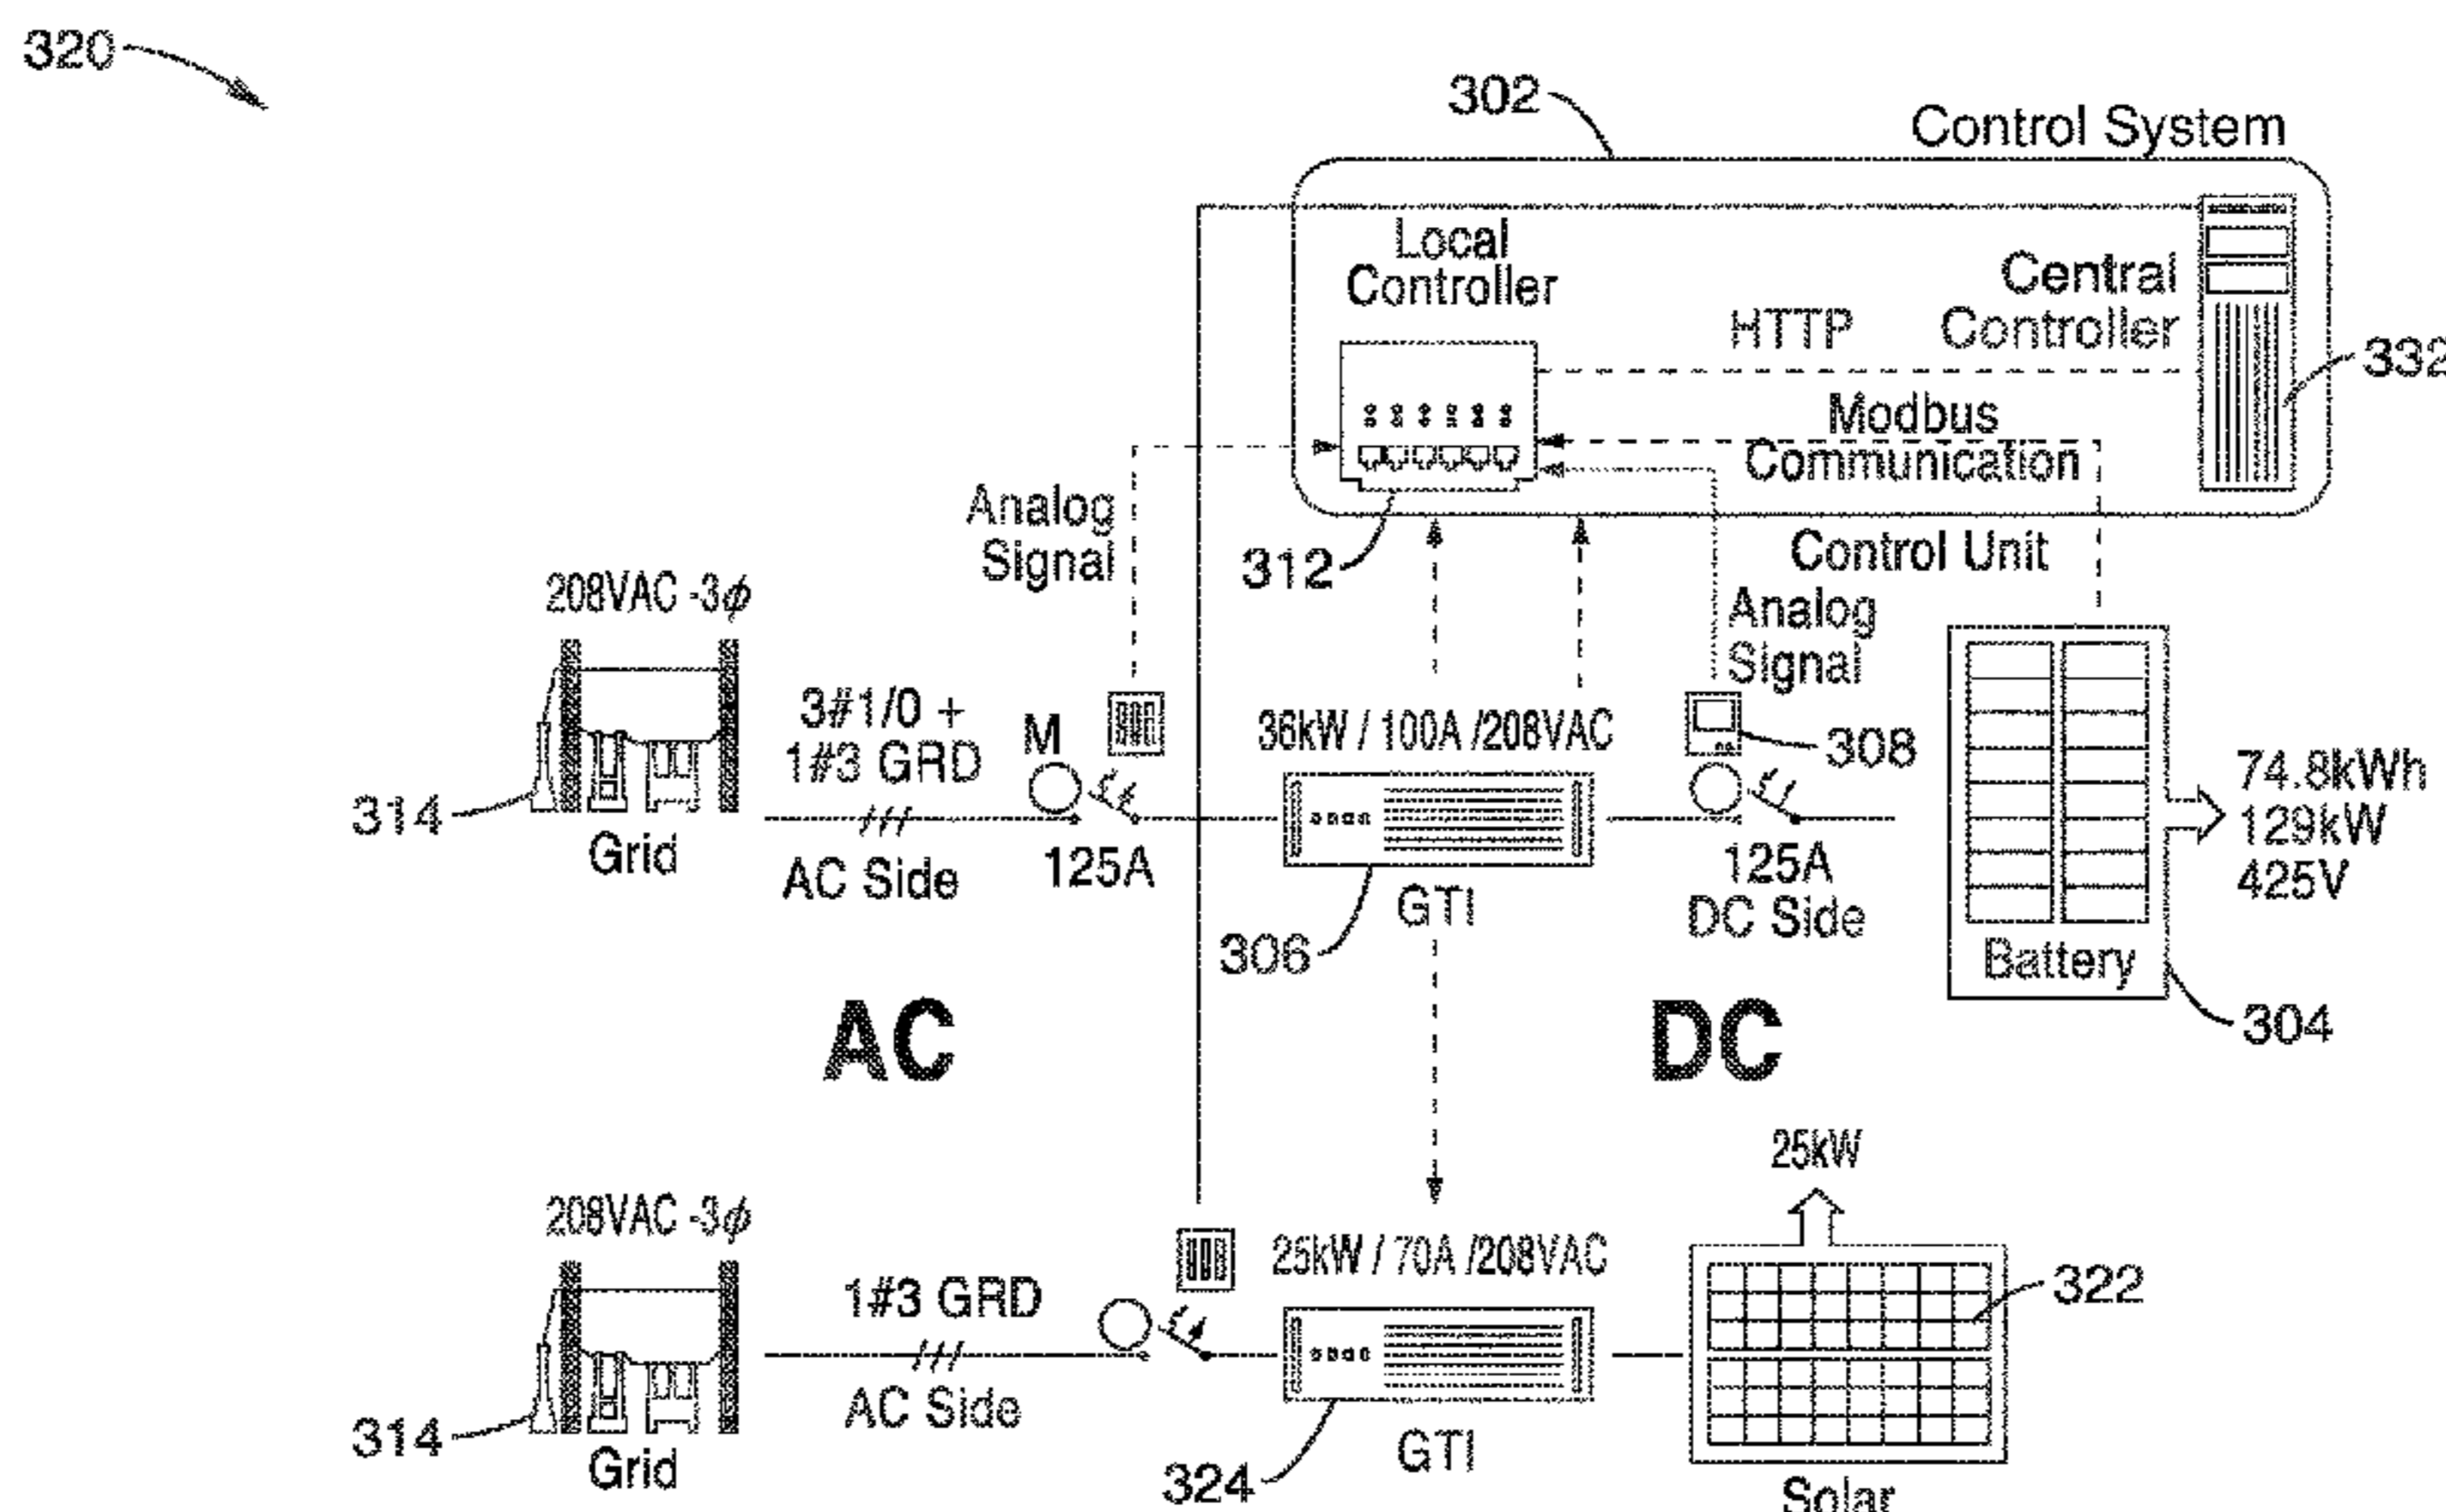 320
302
Control System
Local
Controller
Central
Controller
HTTP
332
Modbus
Communication
Analog
Signal
312
Control Unit
Analog
Signal
208VAC -3ϕ
3#1/0 +
1#3 GRD
M
36kW / 100A /208VAC
308
314
Grid
AC Side
125A
306
GTI
125A
DC Side
74.8kWh
129kW
425V
Battery
304
AC
DC
25kW
208VAC -3ϕ
1#3 GRD
25kW / 70A /208VAC
322
314
Grid
AC Side
324
GTI
Solar